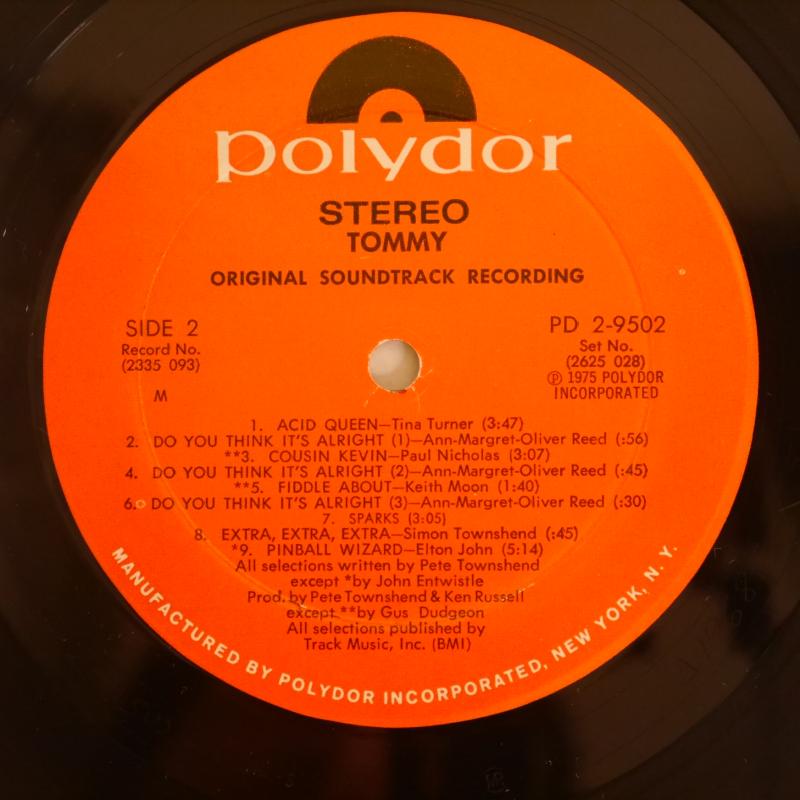 polydor
STEREO
TOMMY
ORIGINAL SOUNDTRACK RECORDING
SIDE 2
Record No.
(2335 093)
M
PD 2-9502
Set No.
(2625 028)
℗ 1975 POLYDOR
INCORPORATED
1. ACID QUEEN—Tina Turner (3:47)
2. DO YOU THINK IT'S ALRIGHT (1)—Ann-Margret-Oliver Reed (:56)
**3. COUSIN KEVIN—Paul Nicholas (3:07)
4. DO YOU THINK IT'S ALRIGHT (2)—Ann-Margret-Oliver Reed (:45)
**5. FIDDLE ABOUT—Keith Moon (1:40)
6. DO YOU THINK IT'S ALRIGHT (3)—Ann-Margret-Oliver Reed (:30)
7. SPARKS (3:05)
8. EXTRA, EXTRA, EXTRA—Simon Townshend (:45)
*9. PINBALL WIZARD—Elton John (5:14)
All selections written by Pete Townshend
except *by John Entwistle
Prod. by Pete Townshend & Ken Russell
except **by Gus Dudgeon
All selections published by
Track Music, Inc. (BMI)
MANUFACTURED BY POLYDOR INCORPORATED, NEW YORK, N. Y.